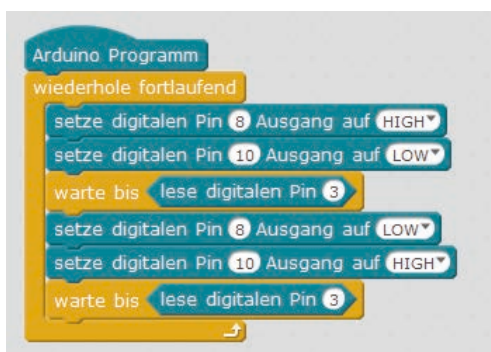 Arduino Programm
wiederhole fortlaufend
setze digitalen Pin 8 Ausgang auf HIGH
setze digitalen Pin 10 Ausgang auf LOW
warte bis lese digitalen Pin 3
setze digitalen Pin 8 Ausgang auf LOW
setze digitalen Pin 10 Ausgang auf HIGH
warte bis lese digitalen Pin 3